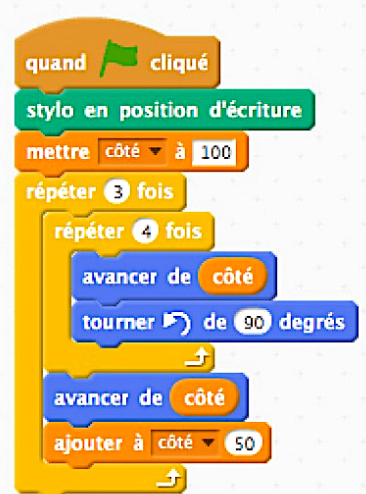 quand cliqué
stylo en position d'écriture
mettre côté à 100
répéter 3 fois
répéter 4 fois
avancer de côté
tourner de 90 degrés
avancer de côté
ajouter à côté 50